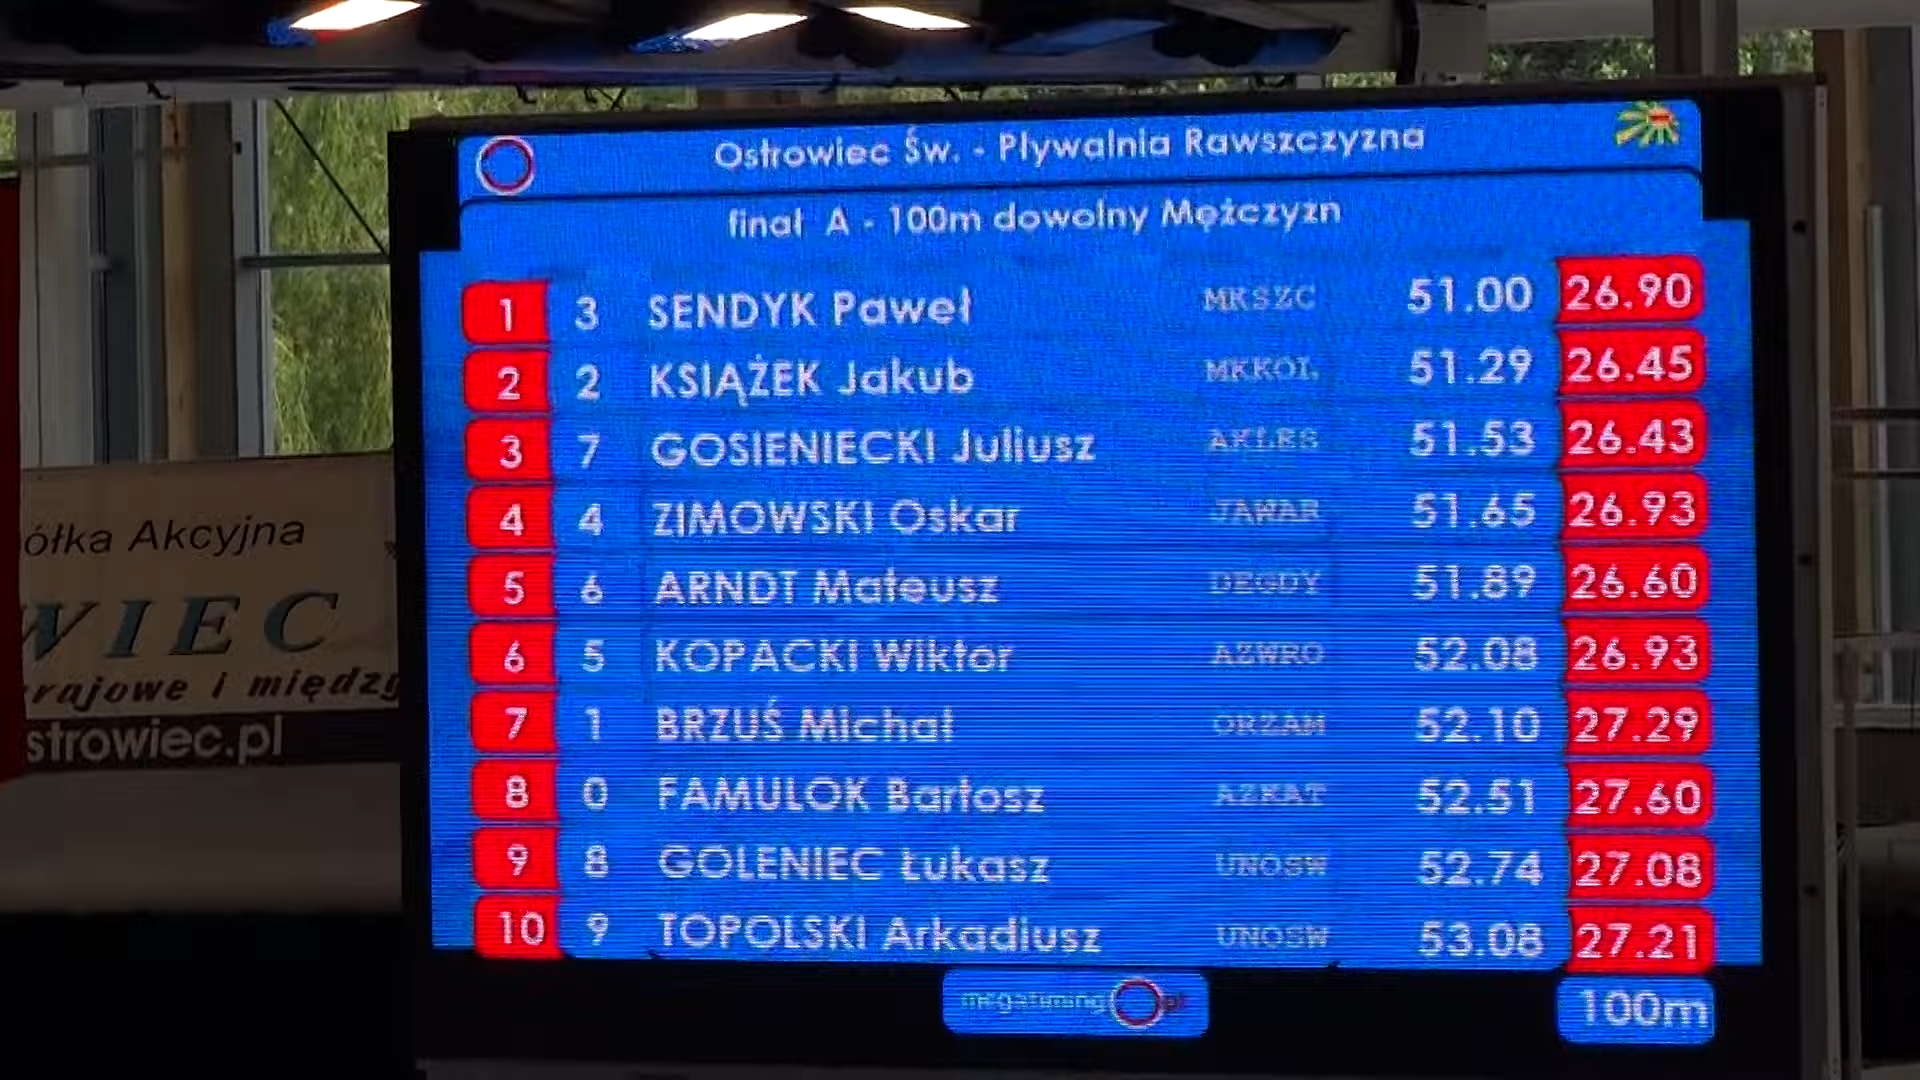 Ostrowiec Św. - Plywalnia Rawszczyzna
finał A - 100m dowolny Mężczyzn
1 3 SENDYK Paweł MKSZC 51.00 26.90
2 2 KSIĄŻEK Jakub MKKOL 51.29 26.45
3 7 GOSIENIECKI Juliusz AKLES 51.53 26.43
4 4 ZIMOWSKI Oskar JAWAR 51.65 26.93
5 6 ARNDT Mateusz DEGDY 51.89 26.60
6 5 KOPACKI Wiktor AZWRO 52.08 26.93
7 1 BRZUŚ Michał ORZAM 52.10 27.29
8 0 FAMULOK Bartosz AZKAT 52.51 27.60
9 8 GOLENIEC Łukasz UNOSW 52.74 27.08
10 9 TOPOLSKI Arkadiusz UNOSW 53.08 27.21
megatiming pl
100m
ółka Akcyjna
WIEC
rajowe i między
strowiec.pl